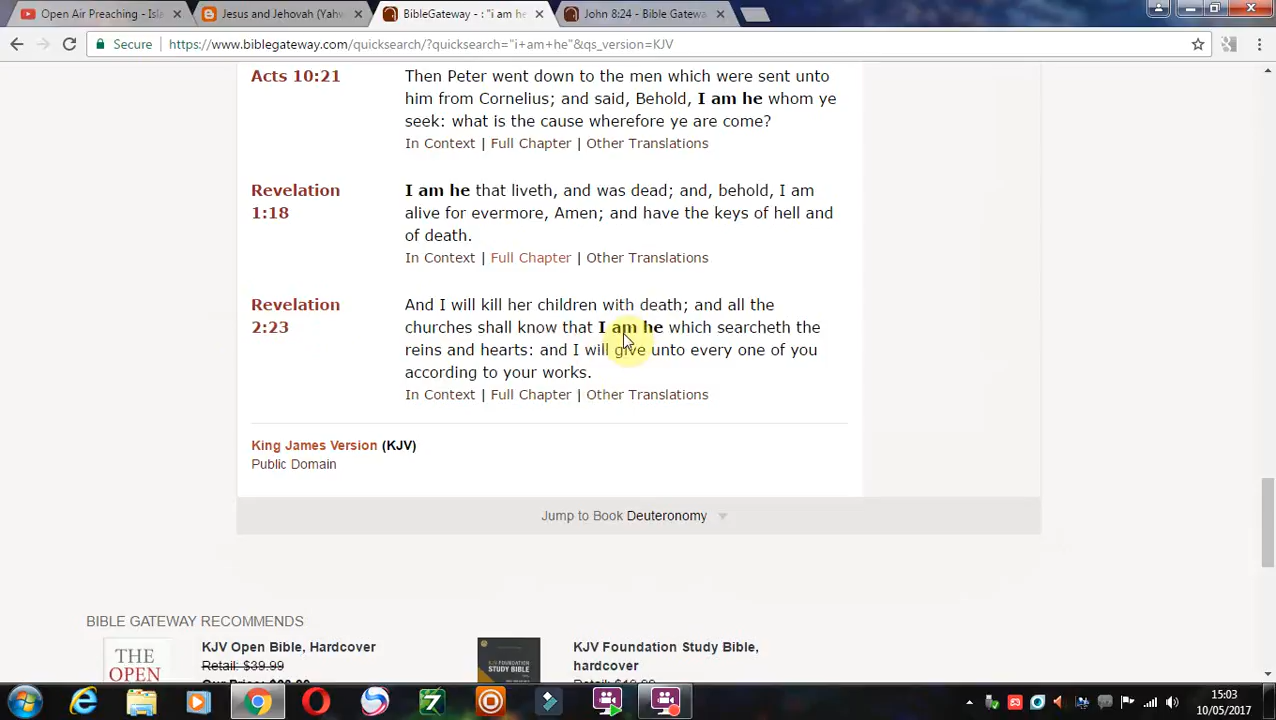 Open Air Preaching - Isl
Jesus and Jehovah (Yahw
BibleGateway - : "i am he
John 8:24 - Bible Gatewa
Secure
https://www.biblegateway.com/quicksearch/?quicksearch="i+am+he"&qs_version=KJV
Acts 10:21
Then Peter went down to the men which were sent unto
him from Cornelius; and said, Behold, I am he whom ye
seek: what is the cause wherefore ye are come?
In Context | Full Chapter | Other Translations
Revelation
1:18
I am he that liveth, and was dead; and, behold, I am
alive for evermore, Amen; and have the keys of hell and
of death.
In Context | Full Chapter | Other Translations
Revelation
2:23
And I will kill her children with death; and all the
churches shall know that I am he which searcheth the
reins and hearts: and I will give unto every one of you
according to your works.
In Context | Full Chapter | Other Translations
King James Version (KJV)
Public Domain
Jump to Book Deuteronomy
BIBLE GATEWAY RECOMMENDS
THE
OPEN
KJV Open Bible, Hardcover
Retail: $39.99
KJV FOUNDATION
STUDY BIBLE
KJV Foundation Study Bible,
hardcover
15:03
10/05/2017